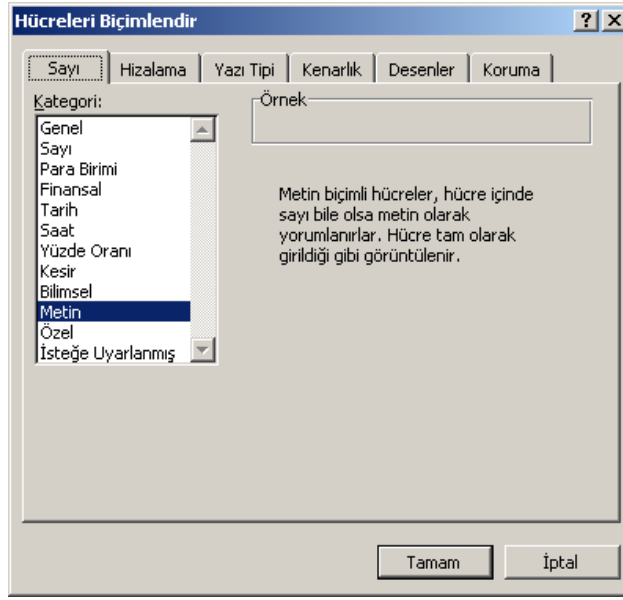 Hücreleri Biçimlendir
Sayı Hizalama Yazı Tipi Kenarlık Desenler Koruma
Kategori:
Genel
Sayı
Para Birimi
Finansal
Tarih
Saat
Yüzde Oranı
Kesir
Bilimsel
Metin
Özel
İsteğe Uyarlanmış
Örnek
Metin biçimli hücreler, hücre içinde
sayı bile olsa metin olarak
yorumlanırlar. Hücre tam olarak
girildiği gibi görüntülenir.
Tamam İptal